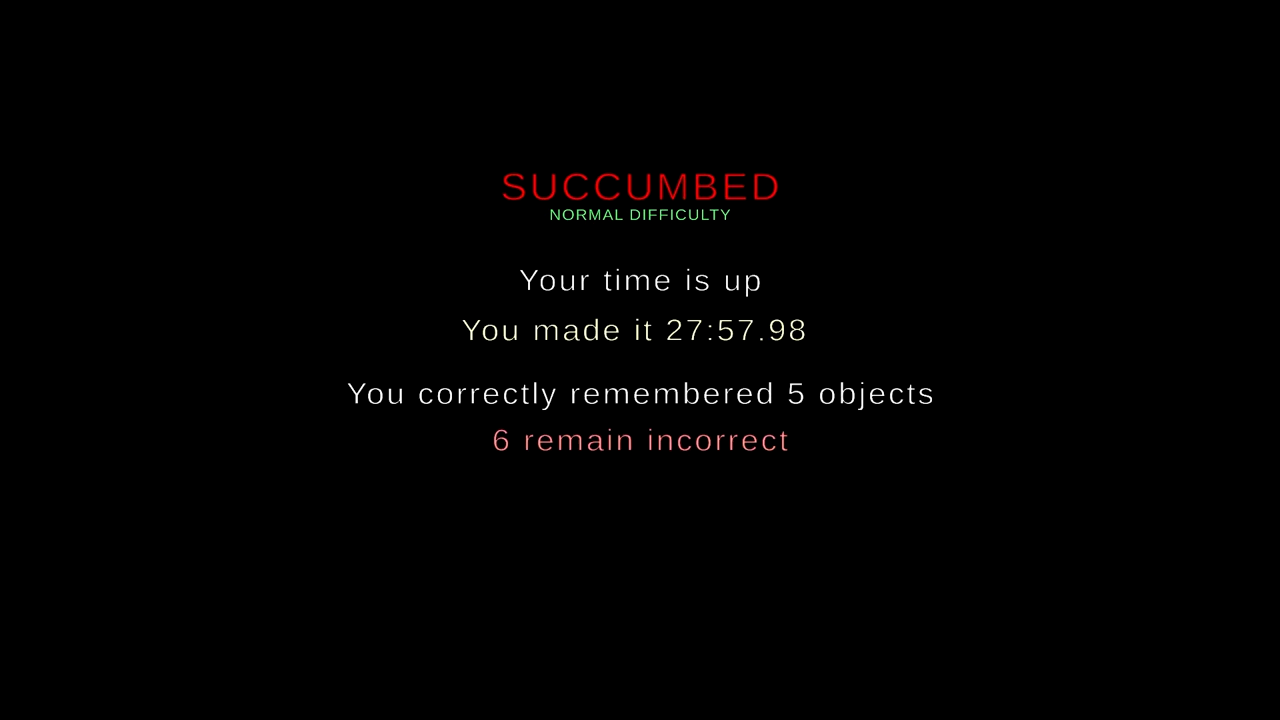 SUCCUMBED
NORMAL DIFFICULTY
Your time is up
You made it 27:57.98
You correctly remembered 5 objects
6 remain incorrect